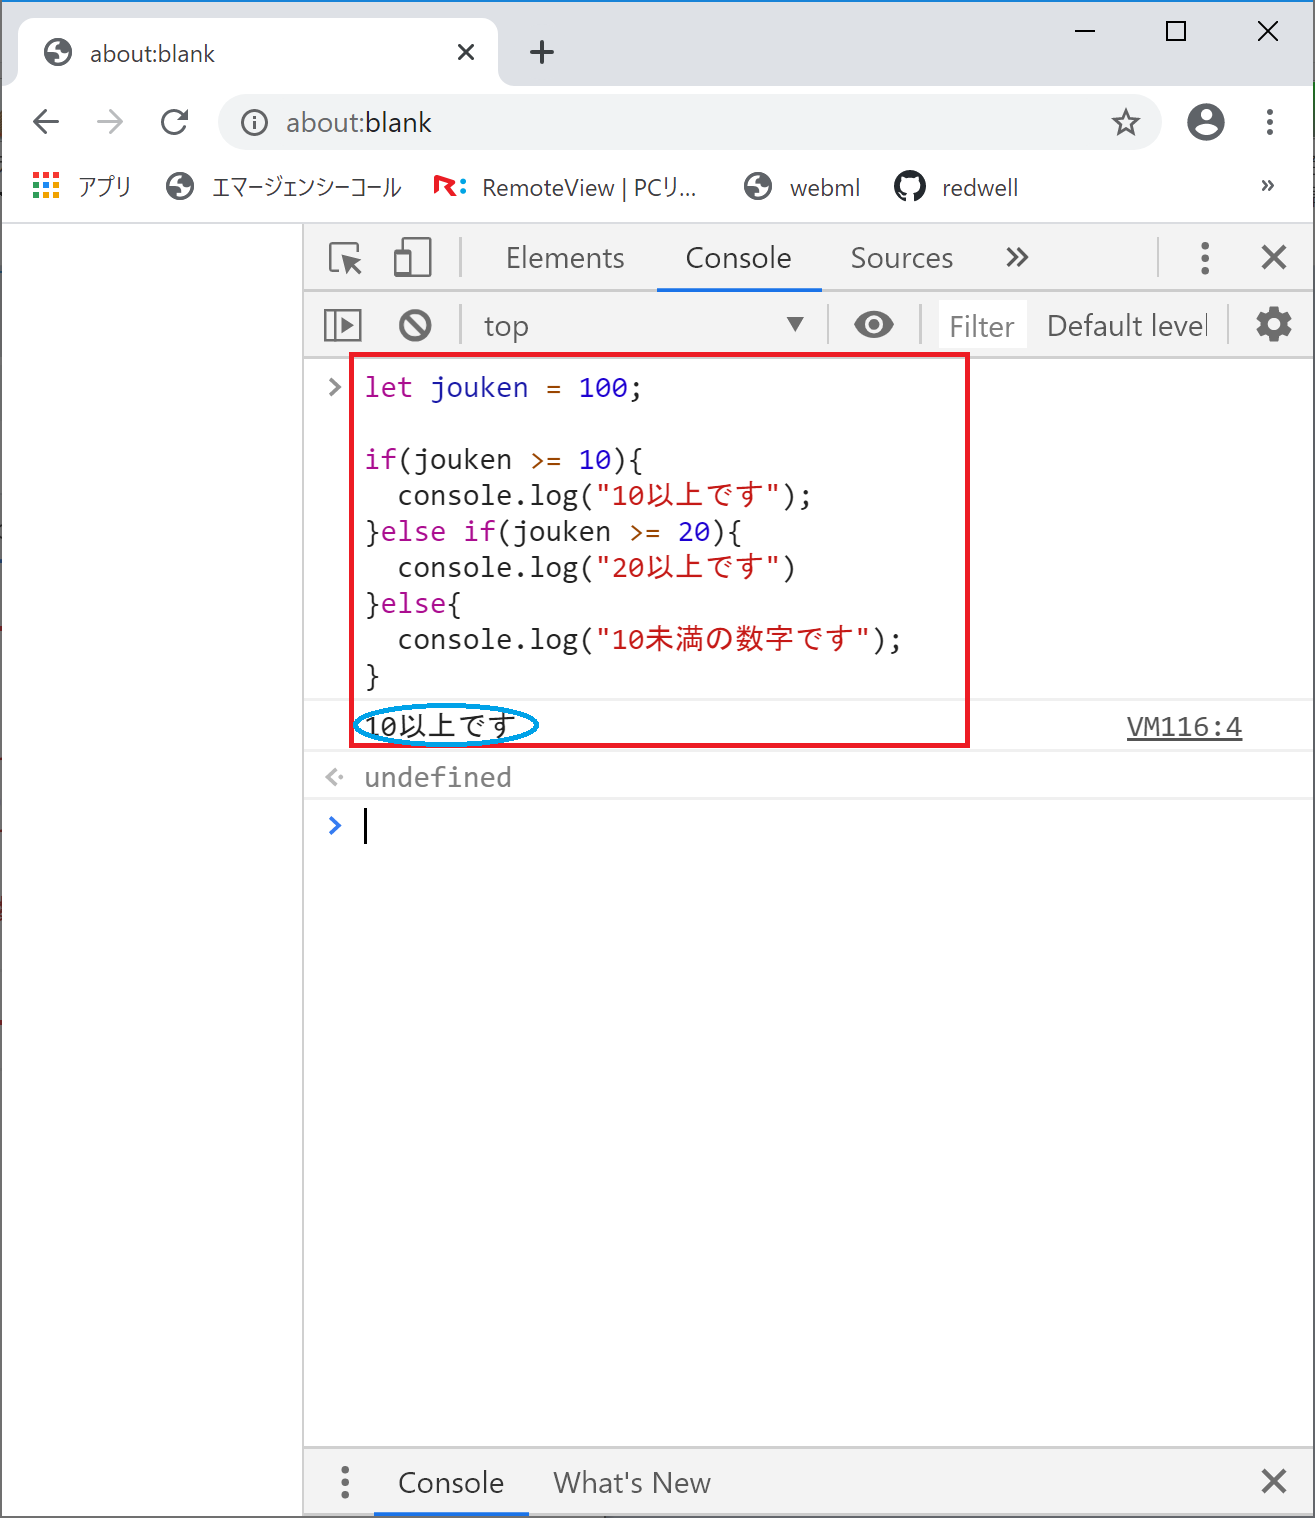 about:blank
about:blank
アプリ エマージェンシーコール RemoteView | PCリ... webml redwell »
Elements Console Sources »
top Filter Default level
let jouken = 100;
if(jouken >= 10){
  console.log("10以上です");
}else if(jouken >= 20){
  console.log("20以上です")
}else{
  console.log("10未満の数字です");
}
10以上です VM116:4
undefined
Console What's New